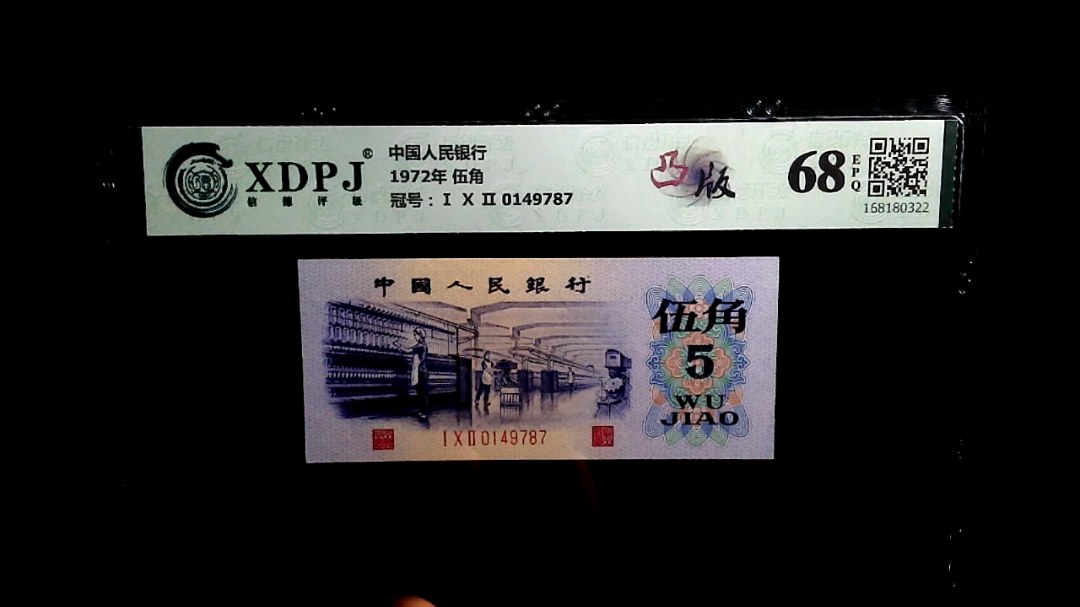 XDPJ®
信德评级
中国人民银行
1972年 伍角
冠号：Ⅰ Ⅹ Ⅱ 0149787
凸版
68
EPQ
168180322
中國人民銀行
伍角
5
WU
JIAO
ⅠⅩⅡ0149787